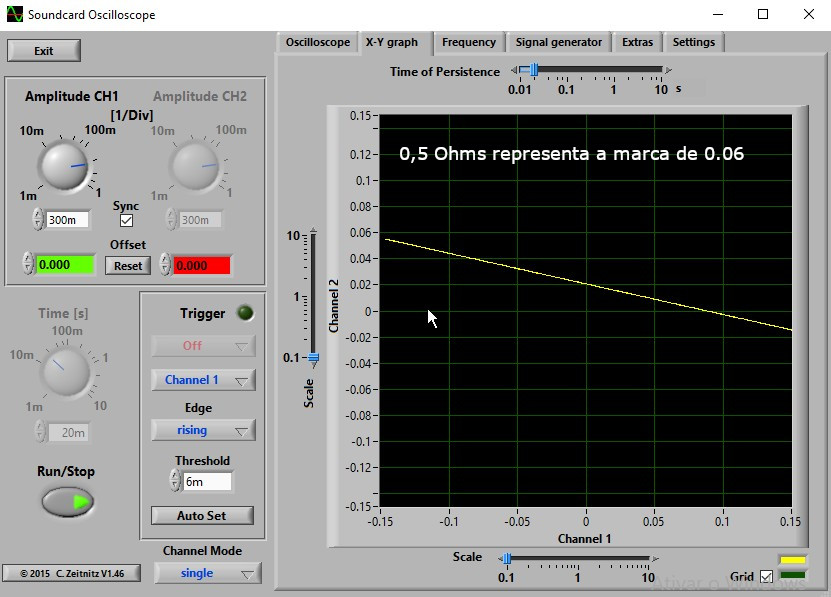 Soundcard Oscilloscope
Exit
Oscilloscope
X-Y graph
Frequency
Signal generator
Extras
Settings
Amplitude CH1
Amplitude CH2
[1/Div]
10m
100m
1m
1
10m
100m
1m
1
300m
Sync
300m
Offset
0.000
Reset
0.000
Time [s]
100m
10m
1
1m
10
20m
Run/Stop
Trigger
Off
Channel 1
Edge
rising
Threshold
6m
Auto Set
Channel Mode
single
© 2015 C. Zeitnitz V1.46
Time of Persistence
0.01
0.1
1
10
s
0,5 Ohms representa a marca de 0.06
0.15
0.12
0.1
0.08
0.06
0.04
0.02
0
-0.02
-0.04
-0.06
-0.08
-0.1
-0.12
-0.15
Channel 2
10
1
0.1
Scale
-0.15
-0.1
-0.05
0
0.05
0.1
0.15
Channel 1
Scale
0.1
1
10
Grid
Ativar o Windows